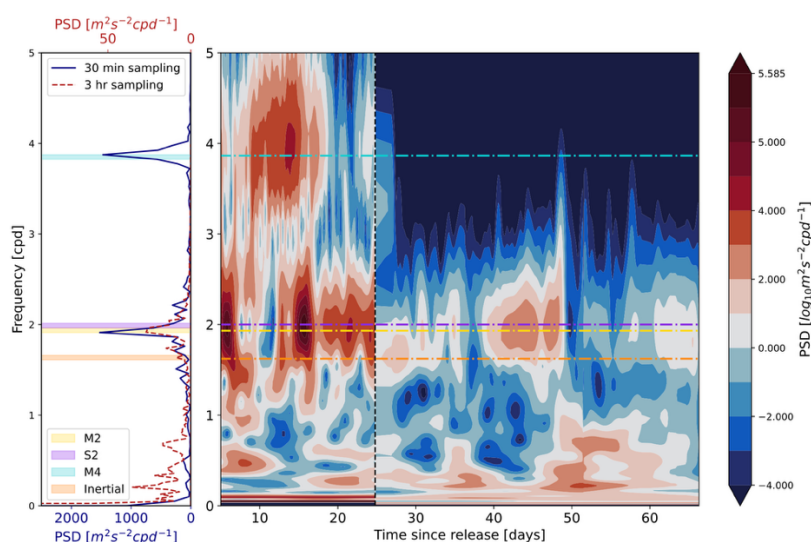 PSD [m²s⁻²cpd⁻¹]
50 0
30 min sampling
3 hr sampling
Frequency [cpd]
5
4
3
2
1
0
M2
S2
M4
Inertial
2000 1000 0
PSD [m²s⁻²cpd⁻¹]
5
4
3
2
1
0
10 20 30 40 50 60
Time since release [days]
5.585
5.000
4.000
2.000
0.000
−2.000
−4.000
PSD [log₁₀m²s⁻²cpd⁻¹]